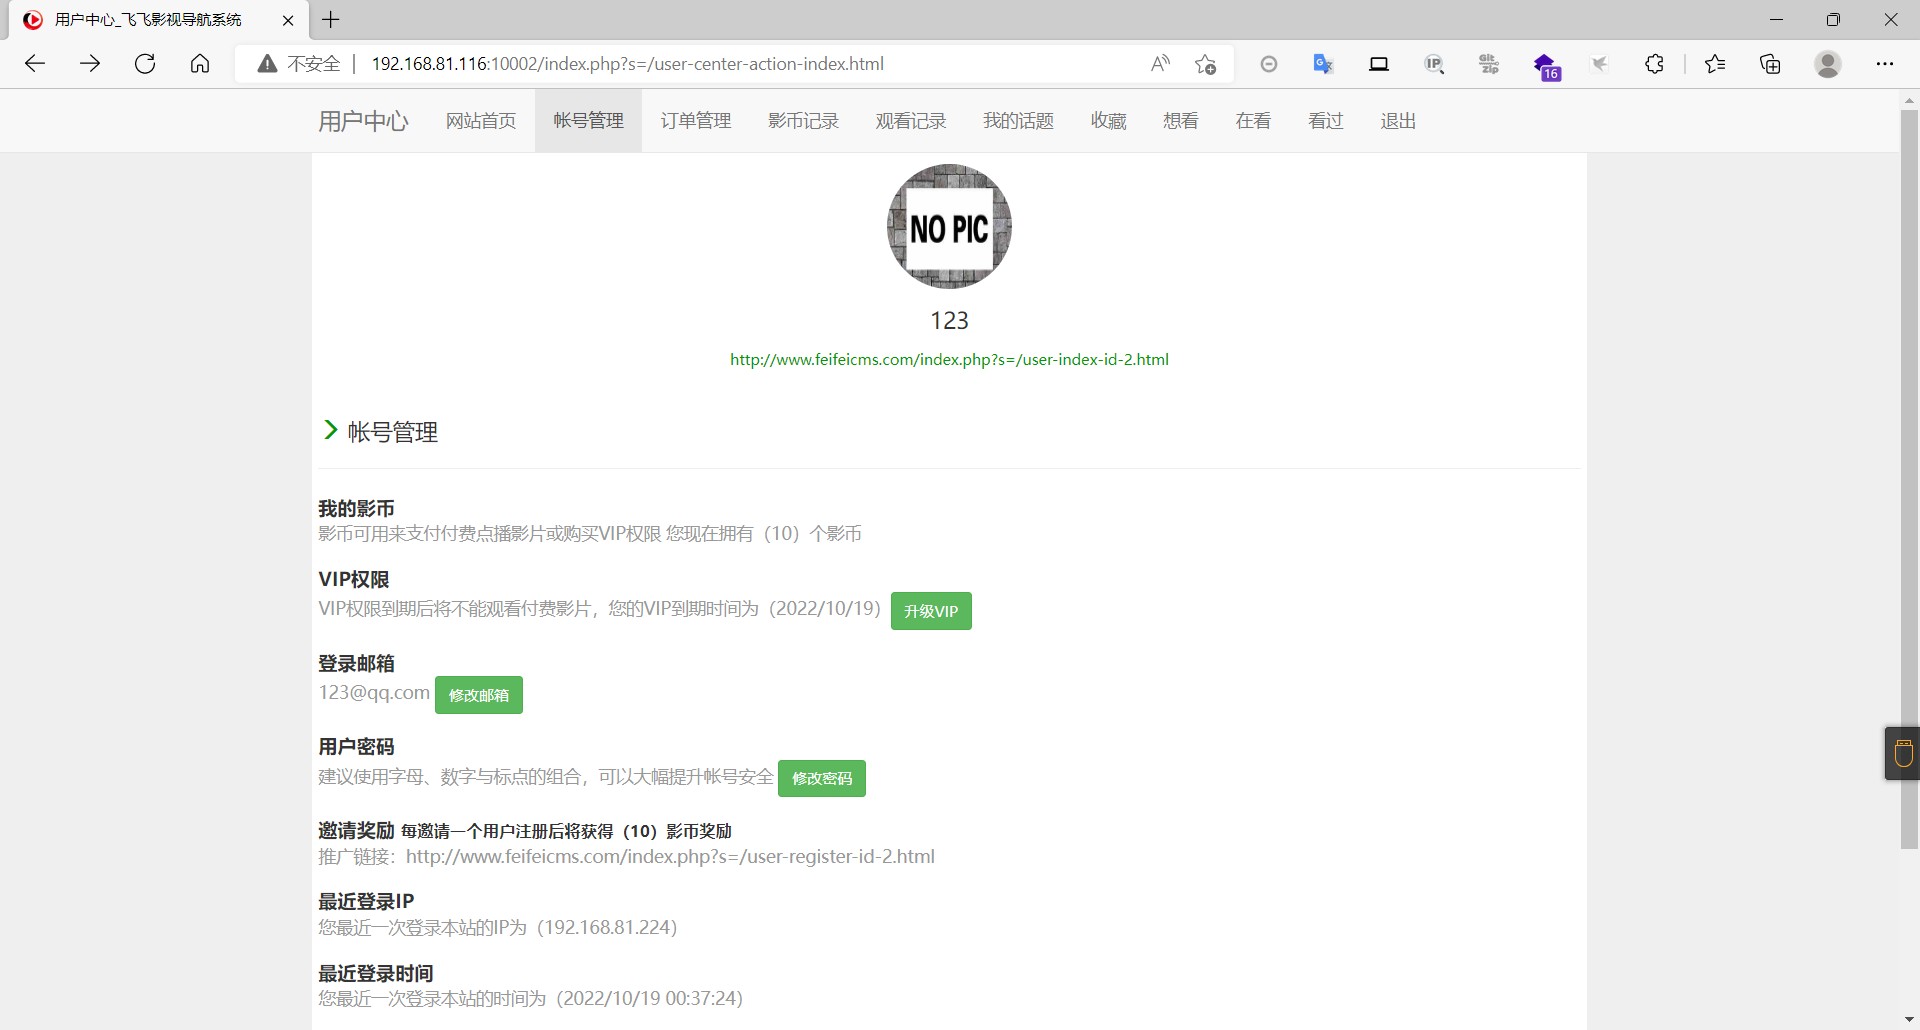 用户中心_飞飞影视导航系统
不安全 192.168.81.116:10002/index.php?s=/user-center-action-index.html
16
用户中心 网站首页 帐号管理 订单管理 影币记录 观看记录 我的话题 收藏 想看 在看 看过 退出
NO PIC
123
http://www.feifeicms.com/index.php?s=/user-index-id-2.html
帐号管理
我的影币
影币可用来支付付费点播影片或购买VIP权限 您现在拥有（10）个影币
VIP权限
VIP权限到期后将不能观看付费影片，您的VIP到期时间为（2022/10/19） 升级VIP
登录邮箱
123@qq.com 修改邮箱
用户密码
建议使用字母、数字与标点的组合，可以大幅提升帐号安全 修改密码
邀请奖励 每邀请一个用户注册后将获得（10）影币奖励
推广链接：http://www.feifeicms.com/index.php?s=/user-register-id-2.html
最近登录IP
您最近一次登录本站的IP为（192.168.81.224）
最近登录时间
您最近一次登录本站的时间为（2022/10/19 00:37:24）